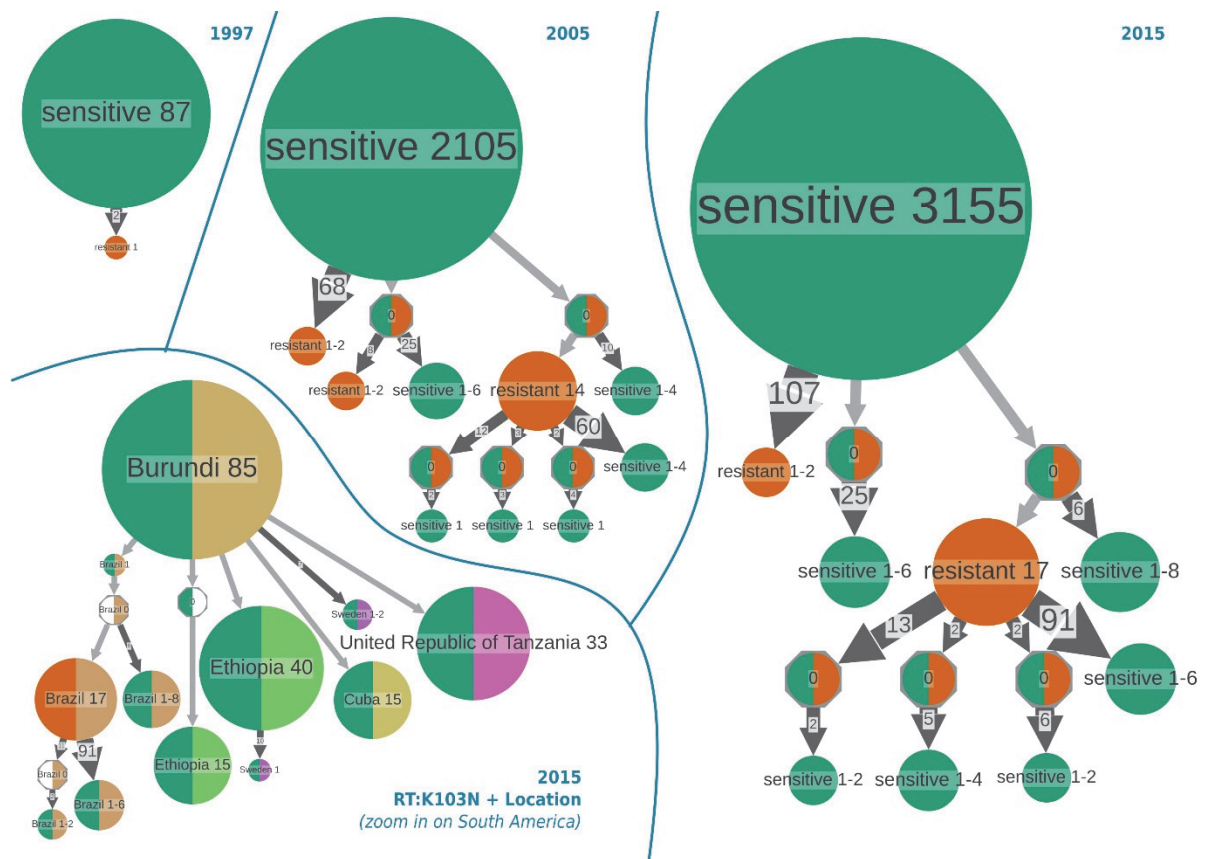 1997
sensitive 87
2
resistant 1
2005
sensitive 2105
68
0
0
resistant 1-2
8
25
10
resistant 1-2
sensitive 1-6
resistant 14
sensitive 1-4
12
3
2
60
0
0
0
sensitive 1-4
2
3
4
sensitive 1
sensitive 1
sensitive 1
2015
sensitive 3155
107
0
0
resistant 1-2
25
6
sensitive 1-6
resistant 17
sensitive 1-8
13
2
2
91
0
0
0
sensitive 1-6
2
5
6
sensitive 1-2
sensitive 1-4
sensitive 1-2
Burundi 85
Brazil 1
Brazil 0
0
Sweden 1-2
United Republic of Tanzania 33
Ethiopia 40
Brazil 17
Brazil 1-8
Cuba 15
91
10
Ethiopia 15
Sweden 1
Brazil 0
Brazil 1-6
Brazil 1-2
2015
RT:K103N + Location
(zoom in on South America)